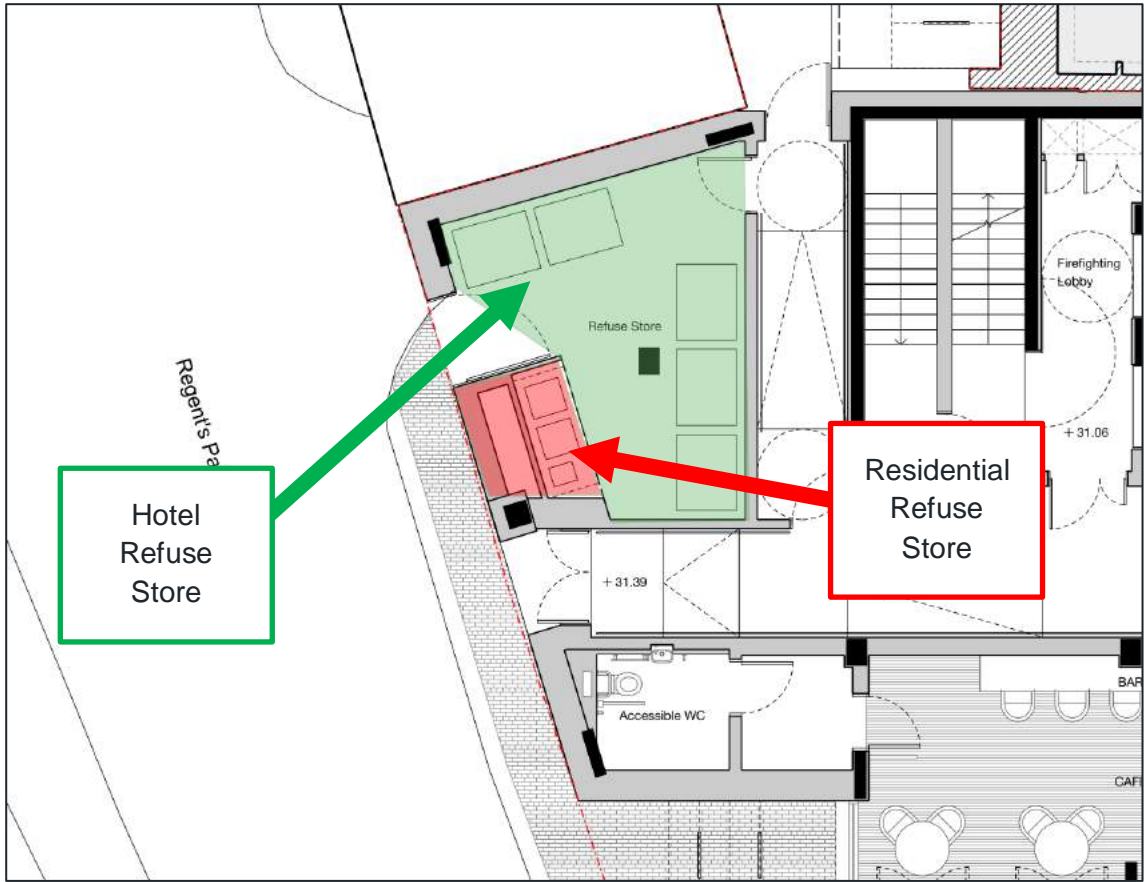 Firefighting
Lobby
Refuse Store
Regent's Pa
+ 31.06
Residential
Refuse
Store
Hotel
Refuse
Store
+ 31.39
BAR
Accessible WC
CAF